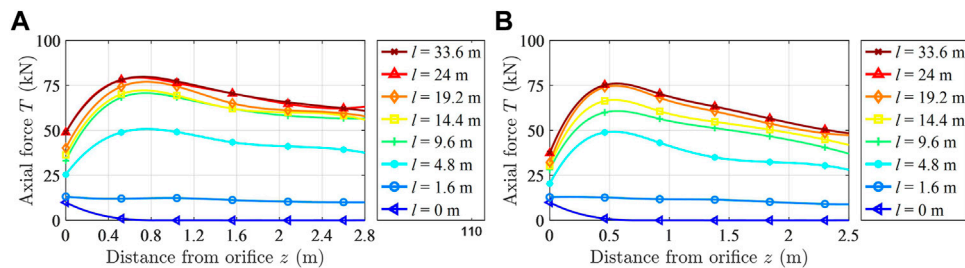 A
B
Axial force T (kN)
100
75
50
25
0
0 0.4 0.8 1.2 1.6 2 2.4 2.8
Distance from orifice z (m)
l = 33.6 m
l = 24 m
l = 19.2 m
l = 14.4 m
l = 9.6 m
l = 4.8 m
l = 1.6 m
l = 0 m
110
Axial force T (kN)
100
75
50
25
0
0 0.5 1 1.5 2 2.5
Distance from orifice z (m)
l = 33.6 m
l = 24 m
l = 19.2 m
l = 14.4 m
l = 9.6 m
l = 4.8 m
l = 1.6 m
l = 0 m